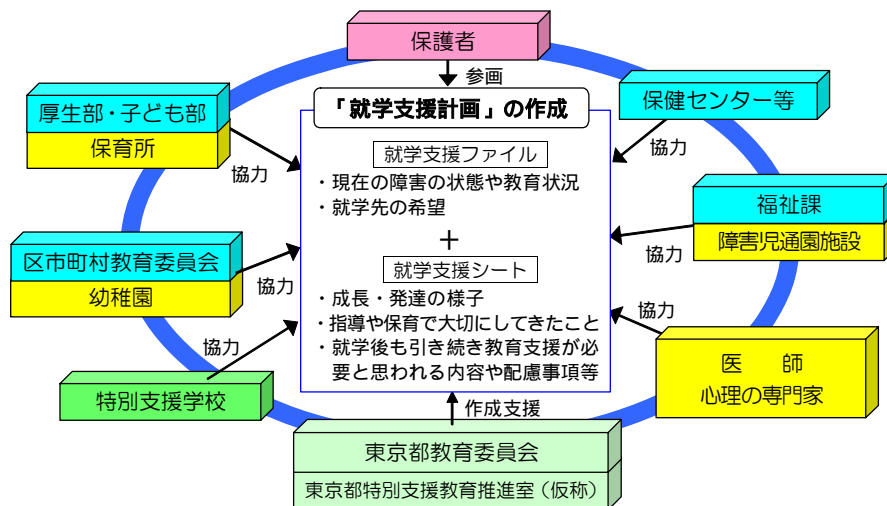 保護者
参画
「就学支援計画」の作成
就学支援ファイル
・現在の障害の状態や教育状況
・就学先の希望
＋
就学支援シート
・成長・発達の様子
・指導や保育で大切にしてきたこと
・就学後も引き続き教育支援が必
要と思われる内容や配慮事項等
厚生部・子ども部
保育所
協力
区市町村教育委員会
幼稚園
協力
特別支援学校
協力
保健センター等
協力
福祉課
障害児通園施設
協力
医　師
心理の専門家
協力
作成支援
東京都教育委員会
東京都特別支援教育推進室（仮称）